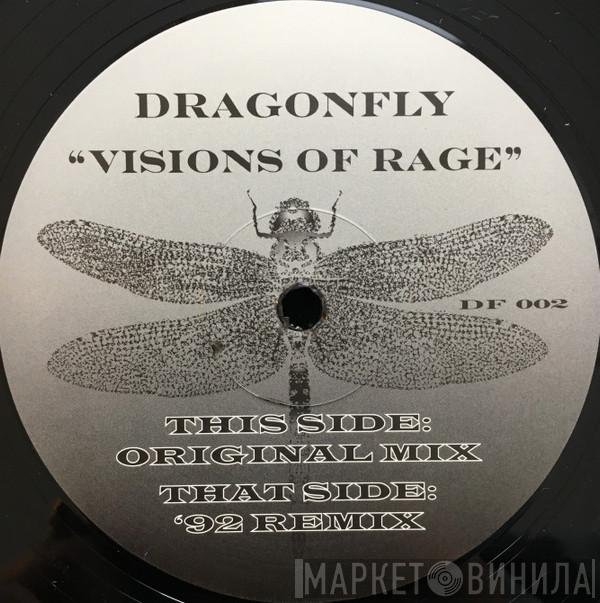 DRAGONFLY
“VISIONS OF RAGE”
DF 002
THIS SIDE:
ORIGINAL MIX
THAT SIDE:
‘92 REMIX
МАРКЕТ ВИНИЛА